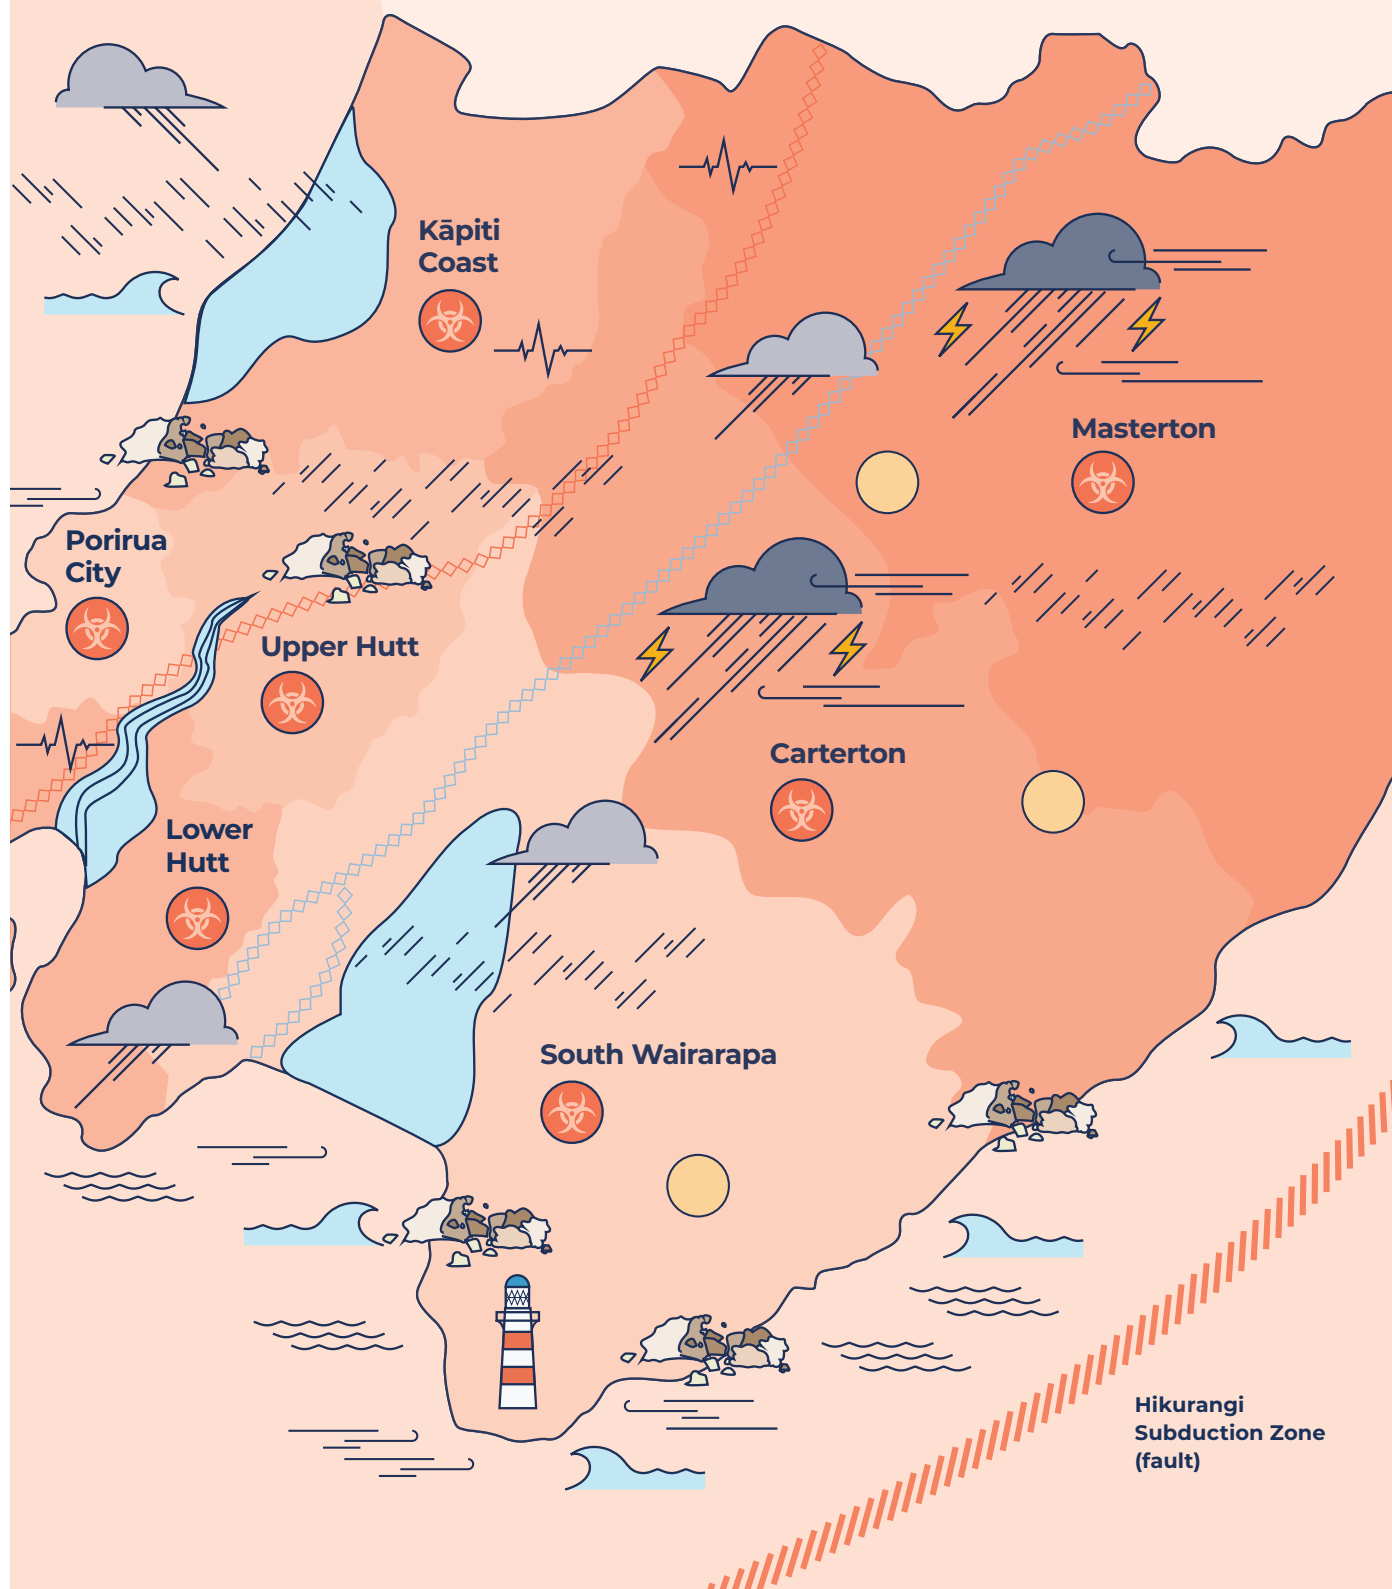 Kāpiti
Coast
Masterton
Porirua
City
Upper Hutt
Carterton
Lower
Hutt
South Wairarapa
Hikurangi
Subduction Zone
(fault)